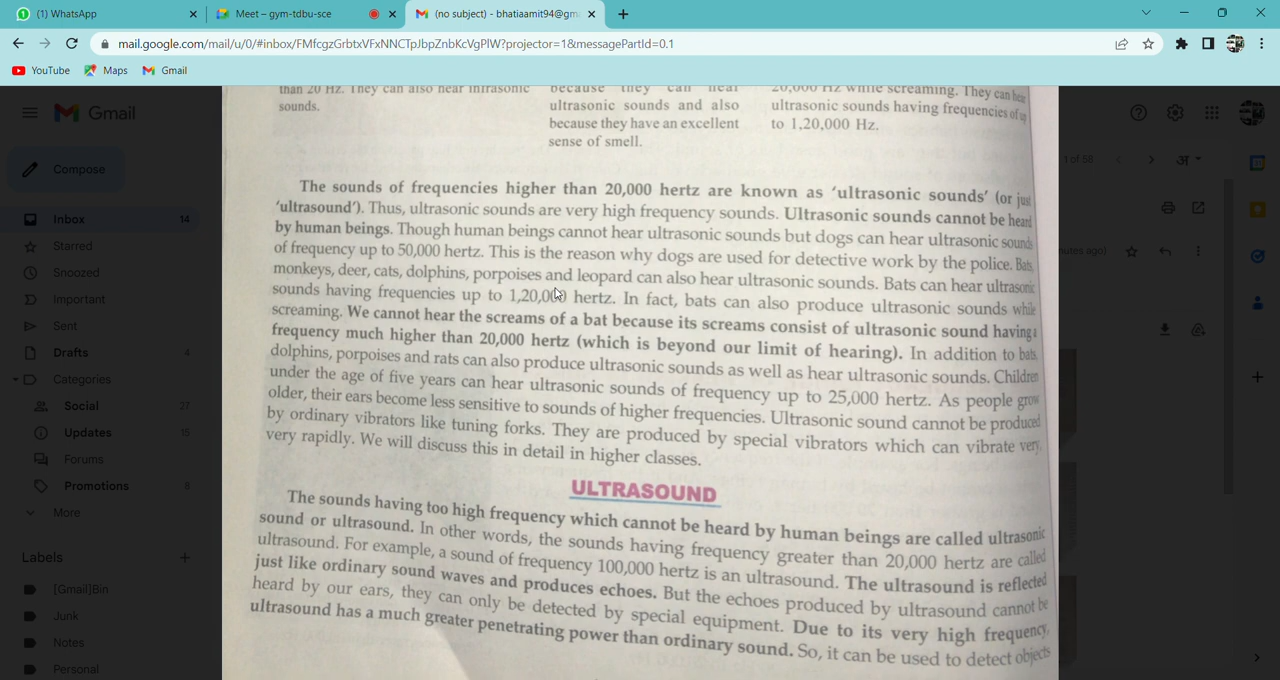 (1) WhatsApp
Meet – gym-tdbu-sce
(no subject) - bhatiaamit94@gm
mail.google.com/mail/u/0/#inbox/FMfcgzGrbtxVFxNNCTpJbpZnbKcVgPlW?projector=1&messagePartId=0.1
YouTube
Maps
Gmail
Gmail
Compose
Inbox 14
Starred
Snoozed
Important
Sent
Drafts 4
Categories
Social 27
Updates 15
Forums
Promotions 8
More
Labels
[Gmail]Bin
Junk
Notes
Personal
1 of 58
अ
nutes ago)
than 20 Hz. They can also hear infrasonic
sounds.
because they can hear
ultrasonic sounds and also
because they have an excellent
sense of smell.
20,000 Hz while screaming. They can hear
ultrasonic sounds having frequencies of up
to 1,20,000 Hz.
The sounds of frequencies higher than 20,000 hertz are known as ‘ultrasonic sounds’ (or just
‘ultrasound’). Thus, ultrasonic sounds are very high frequency sounds. Ultrasonic sounds cannot be heard
by human beings. Though human beings cannot hear ultrasonic sounds but dogs can hear ultrasonic sounds
of frequency up to 50,000 hertz. This is the reason why dogs are used for detective work by the police. Bats,
monkeys, deer, cats, dolphins, porpoises and leopard can also hear ultrasonic sounds. Bats can hear ultrasonic
sounds having frequencies up to 1,20,000 hertz. In fact, bats can also produce ultrasonic sounds while
screaming. We cannot hear the screams of a bat because its screams consist of ultrasonic sound having a
frequency much higher than 20,000 hertz (which is beyond our limit of hearing). In addition to bats,
dolphins, porpoises and rats can also produce ultrasonic sounds as well as hear ultrasonic sounds. Children
under the age of five years can hear ultrasonic sounds of frequency up to 25,000 hertz. As people grow
older, their ears become less sensitive to sounds of higher frequencies. Ultrasonic sound cannot be produced
by ordinary vibrators like tuning forks. They are produced by special vibrators which can vibrate very,
very rapidly. We will discuss this in detail in higher classes.
ULTRASOUND
The sounds having too high frequency which cannot be heard by human beings are called ultrasonic
sound or ultrasound. In other words, the sounds having frequency greater than 20,000 hertz are called
ultrasound. For example, a sound of frequency 100,000 hertz is an ultrasound. The ultrasound is reflected
just like ordinary sound waves and produces echoes. But the echoes produced by ultrasound cannot be
heard by our ears, they can only be detected by special equipment. Due to its very high frequency,
ultrasound has a much greater penetrating power than ordinary sound. So, it can be used to detect objects